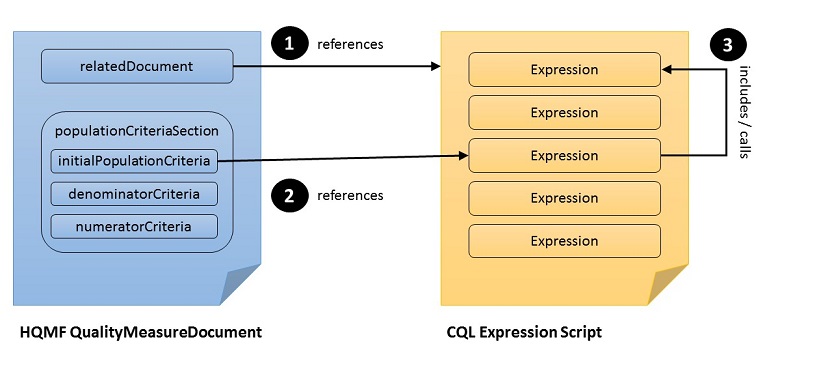 1 references
3
relatedDocument
Expression
includes / calls
Expression
populationCriteriaSection
initialPopulationCriteria
Expression
denominatorCriteria
2 references
Expression
numeratorCriteria
Expression
HQMF QualityMeasureDocument
CQL Expression Script